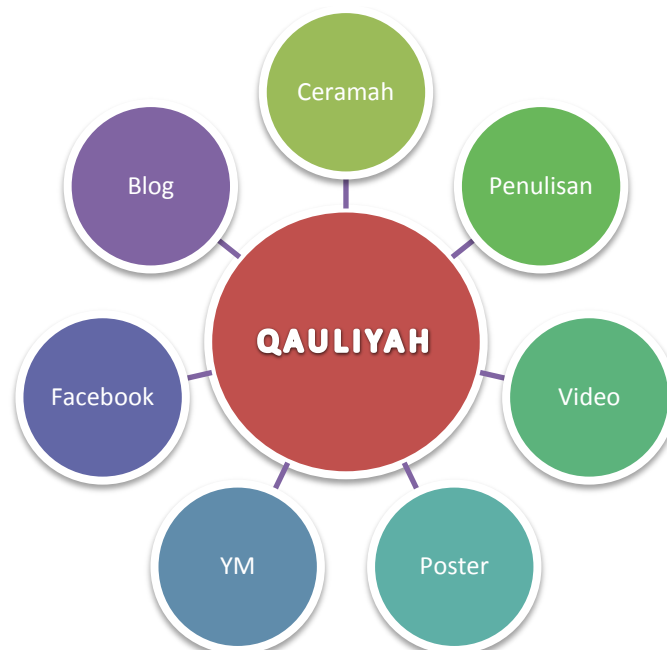 Ceramah
Blog
Penulisan
QAULIYAH
Facebook
Video
YM
Poster